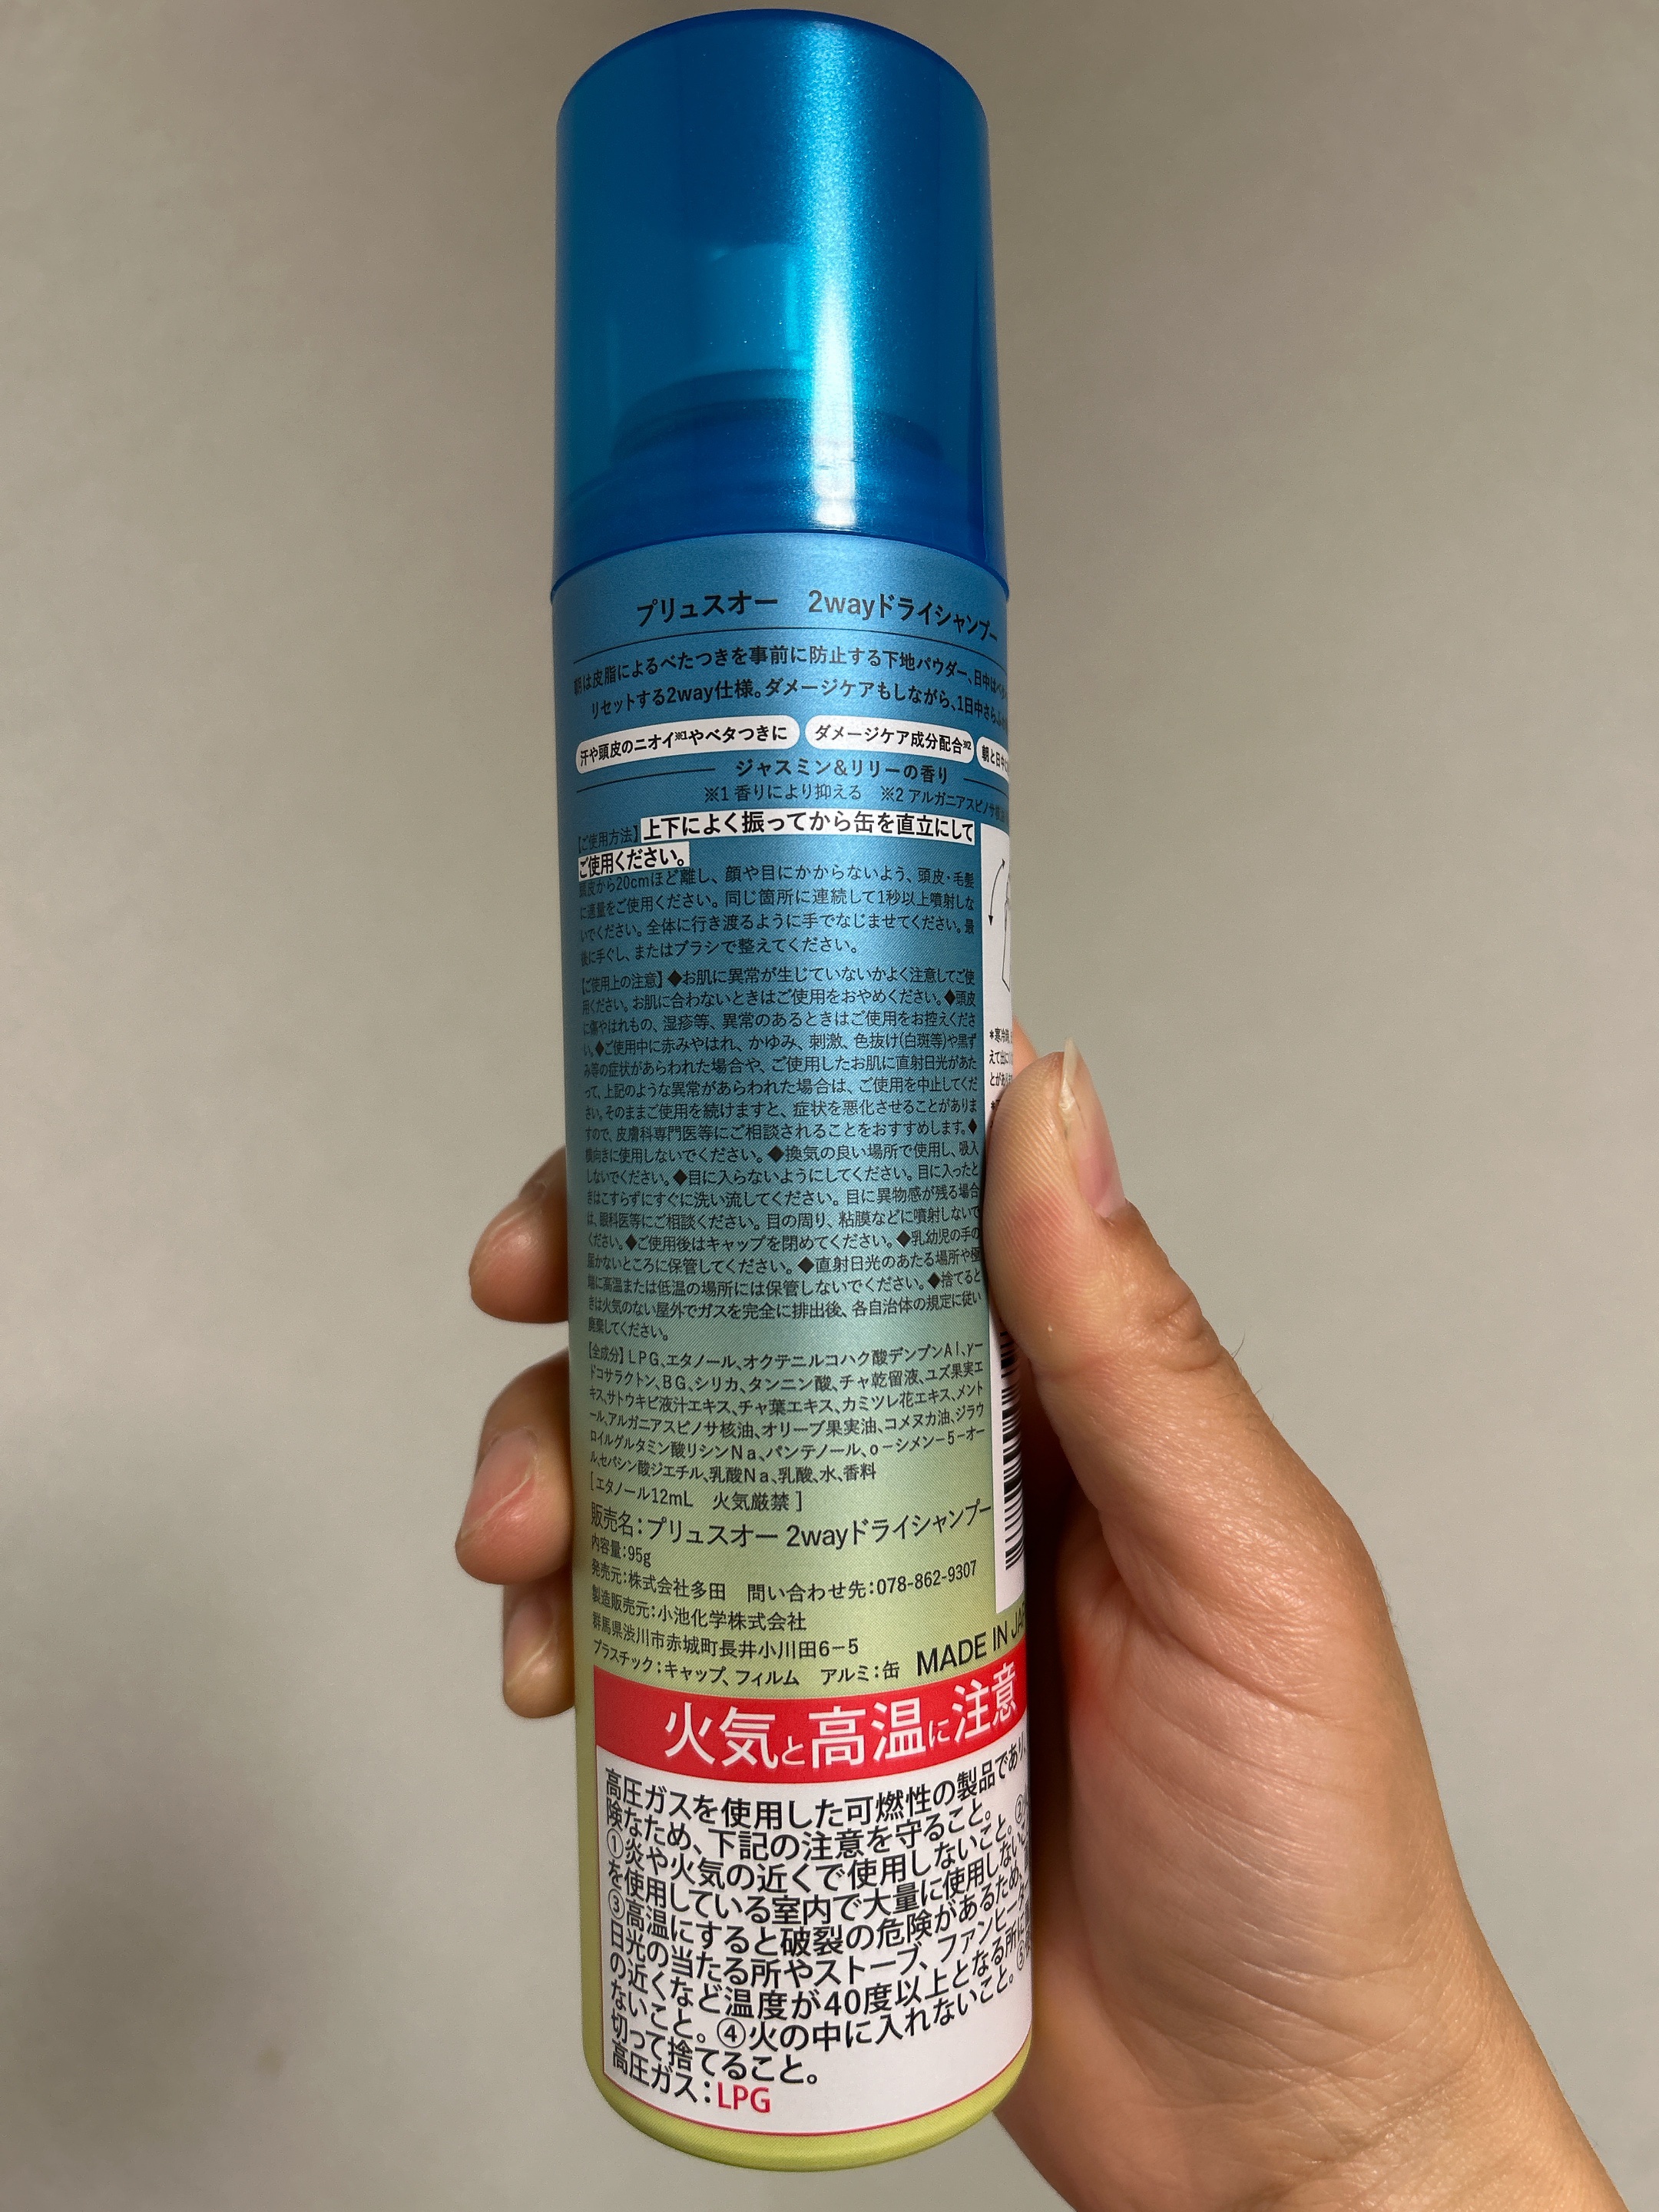 プリュスオー 2wayドライシャンプー
朝は皮脂によるべたつきを事前に防止する下地パウダー、日中はべ
リセットする2way仕様。ダメージケアもしながら、1日中さらふわ
汗や頭皮のニオイ※1やベタつきに
ダメージケア成分配合※2
朝と日中
ジャスミン&リリーの香り
※1 香りにより抑える ※2 アルガニアスピノサ核油
【ご使用方法】上下によく振ってから缶を直立にして
ご使用ください。
頭皮から20cmほど離し、顔や目にかからないよう、頭皮・毛髪
に適量をご使用ください。同じ箇所に連続して1秒以上噴射しな
いでください。全体に行き渡るように手でなじませてください。最
後に手ぐし、またはブラシで整えてください。
【ご使用上の注意】◆お肌に異常が生じていないかよく注意してご使
用ください。お肌に合わないときはご使用をおやめください。◆頭皮
に傷やはれもの、湿疹等、異常のあるときはご使用をお控えくださ
い。◆ご使用中に赤みやはれ、かゆみ、刺激、色抜け(白斑等)や黒ず
み等の症状があらわれた場合や、ご使用したお肌に直射日光があた
って、上記のような異常があらわれた場合は、ご使用を中止してくだ
さい。そのままご使用を続けますと、症状を悪化させることがありま
すので、皮膚科専門医等にご相談されることをおすすめします。◆
横向きに使用しないでください。◆換気の良い場所で使用し、吸入
しないでください。◆目に入らないようにしてください。目に入ったと
きはこすらずにすぐに洗い流してください。目に異物感が残る場合
は、眼科医等にご相談ください。目の周り、粘膜などに噴射しないで
ください。◆ご使用後はキャップを閉めてください。◆乳幼児の手の
届かないところに保管してください。◆直射日光のあたる場所や極
端に高温または低温の場所には保管しないでください。◆捨てると
きは火気のない屋外でガスを完全に排出後、各自治体の規定に従い
廃棄してください。
【全成分】LPG、エタノール、オクテニルコハク酸デンプンAl、γー
ドコサラクトン、BG、シリカ、タンニン酸、チャ乾留液、ユズ果実エ
キス、サトウキビ液汁エキス、チャ葉エキス、カミツレ花エキス、メント
ール、アルガニアスピノサ核油、オリーブ果実油、コメヌカ油、ジラウ
ロイルグルタミン酸リシンNa、パンテノール、o－シメン－5－オー
ル、セバシン酸ジエチル、乳酸Na、乳酸、水、香料
[エタノール12mL 火気厳禁]
販売名：プリュスオー 2wayドライシャンプー
内容量：95g
発売元：株式会社多田 問い合わせ先：078-862-9307
製造販売元：小池化学株式会社
群馬県渋川市赤城町長井小川田6－5
プラスチック：キャップ、フィルム アルミ：缶 MADE IN JA
＊寒冷
えて出に
とがあ
火気と高温に注意
高圧ガスを使用した可燃性の製品であり、
険なため、下記の注意を守ること。
①炎や火気の近くで使用しないこと。②
を使用している室内で大量に使用しないこ
③高温にすると破裂の危険があるため、
日光の当たる所やストーブ、ファンヒーター
の近くなど温度が40度以上となる所に
ないこと。④火の中に入れないこと。⑤
切って捨てること。
高圧ガス：LPG